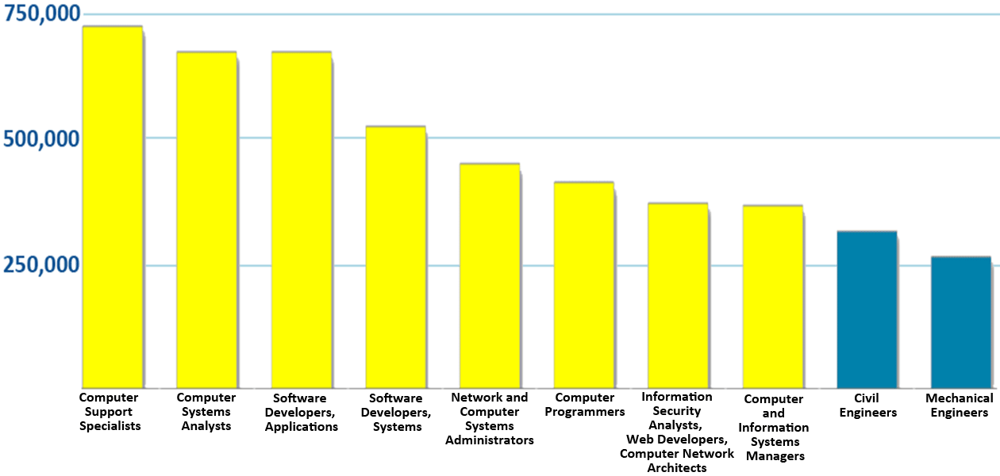 750,000
500,000
250,000
Computer
Support
Specialists
Computer
Systems
Analysts
Software
Developers,
Applications
Software
Developers,
Systems
Network and
Computer
Systems
Administrators
Computer
Programmers
Information
Security
Analysts,
Web Developers,
Computer Network
Architects
Computer
and
Information
Systems
Managers
Civil
Engineers
Mechanical
Engineers